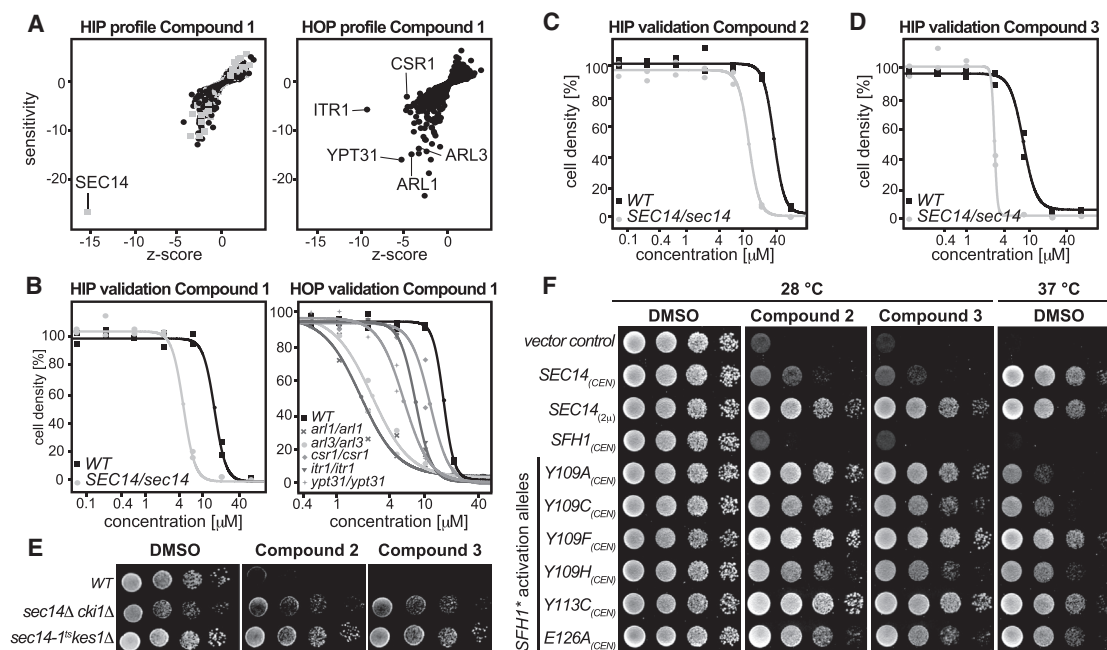 A
HIP profile Compound 1
HOP profile Compound 1
sensitivity
0
-10
-20
SEC14
-15
-10
-5
0
z-score
0
-10
-20
CSR1
ITR1
YPT31
ARL3
ARL1
-15
-10
-5
0
z-score
C
HIP validation Compound 2
cell density [%]
100
80
60
40
20
0
WT
SEC14/sec14
0.1
0.4
1
4
10
40
concentration [µM]
D
HIP validation Compound 3
cell density [%]
100
80
60
40
20
0
WT
SEC14/sec14
0.4
1
4
10
40
concentration [µM]
B
HIP validation Compound 1
HOP validation Compound 1
cell density [%]
100
80
60
40
20
0
WT
SEC14/sec14
0.1
0.4
1
4
10
40
concentration [µM]
100
80
60
40
20
0
WT
arl1/arl1
arl3/arl3
csr1/csr1
itr1/itr1
ypt31/ypt31
0.4
1
4
10
40
concentration [µM]
E
DMSO
Compound 2
Compound 3
WT
sec14Δ cki1Δ
sec14-1ts kes1Δ
F
28 °C
37 °C
DMSO
Compound 2
Compound 3
DMSO
vector control
SEC14(CEN)
SEC14(2µ)
SFH1(CEN)
SFH1* activation alleles
Y109A(CEN)
Y109C(CEN)
Y109F(CEN)
Y109H(CEN)
Y113C(CEN)
E126A(CEN)